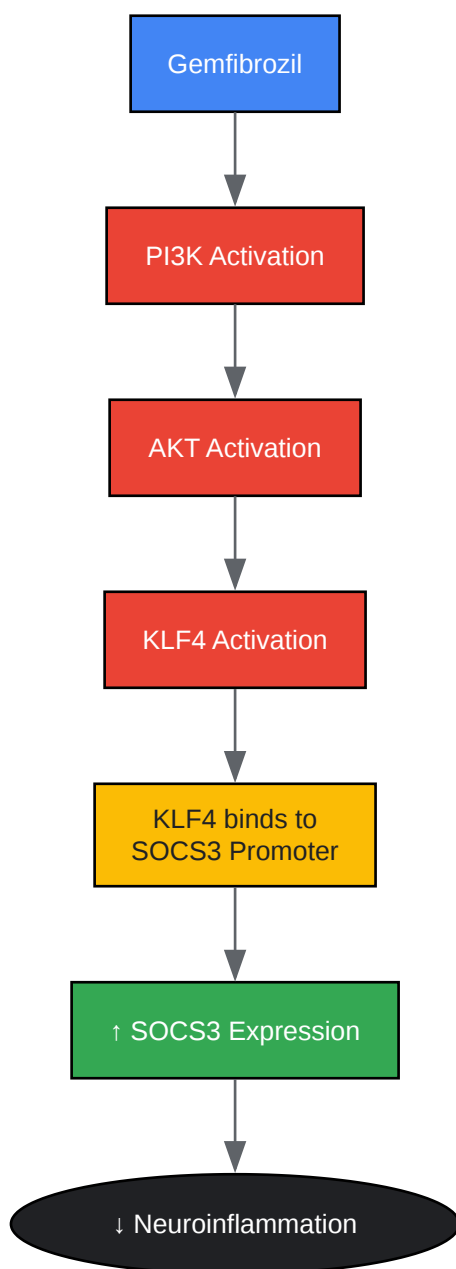 Gemfibrozil
PI3K Activation
AKT Activation
KLF4 Activation
KLF4 binds to
SOCS3 Promoter
↑ SOCS3 Expression
↓ Neuroinflammation